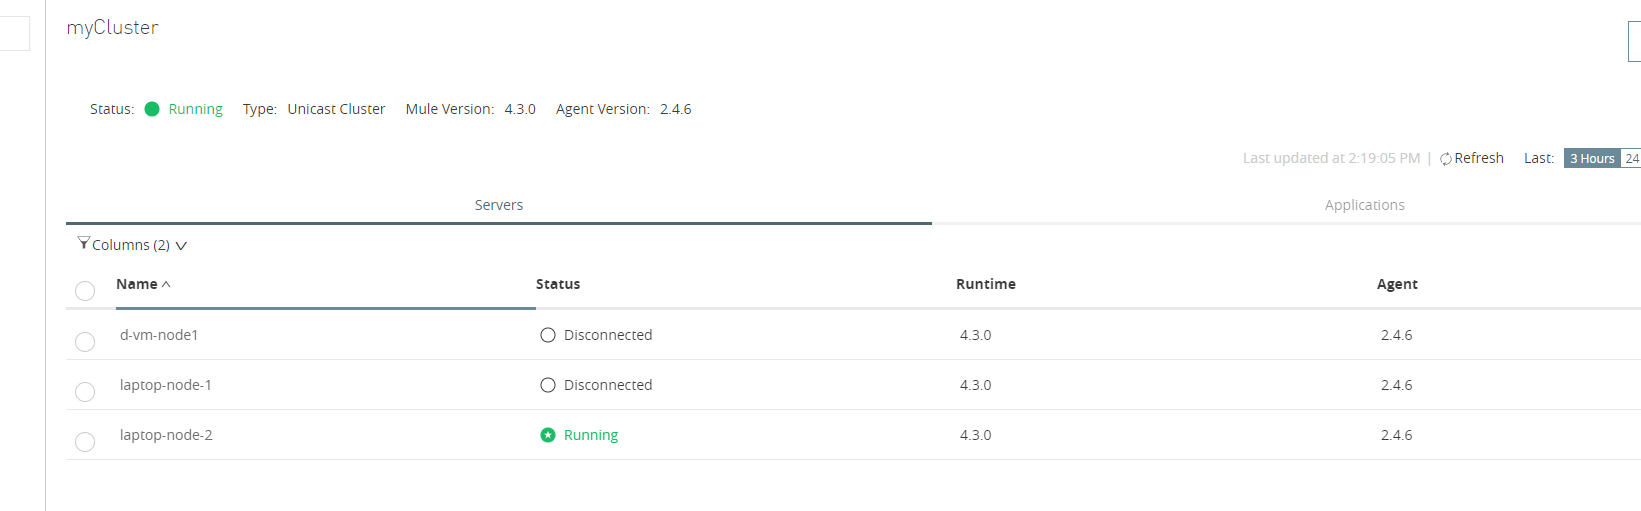 myCluster
Status: Running Type: Unicast Cluster Mule Version: 4.3.0 Agent Version: 2.4.6
Last updated at 2:19:05 PM | Refresh Last: 3 Hours 24
Servers Applications
Columns (2)
Name Status Runtime Agent
d-vm-node1 Disconnected 4.3.0 2.4.6
laptop-node-1 Disconnected 4.3.0 2.4.6
laptop-node-2 Running 4.3.0 2.4.6